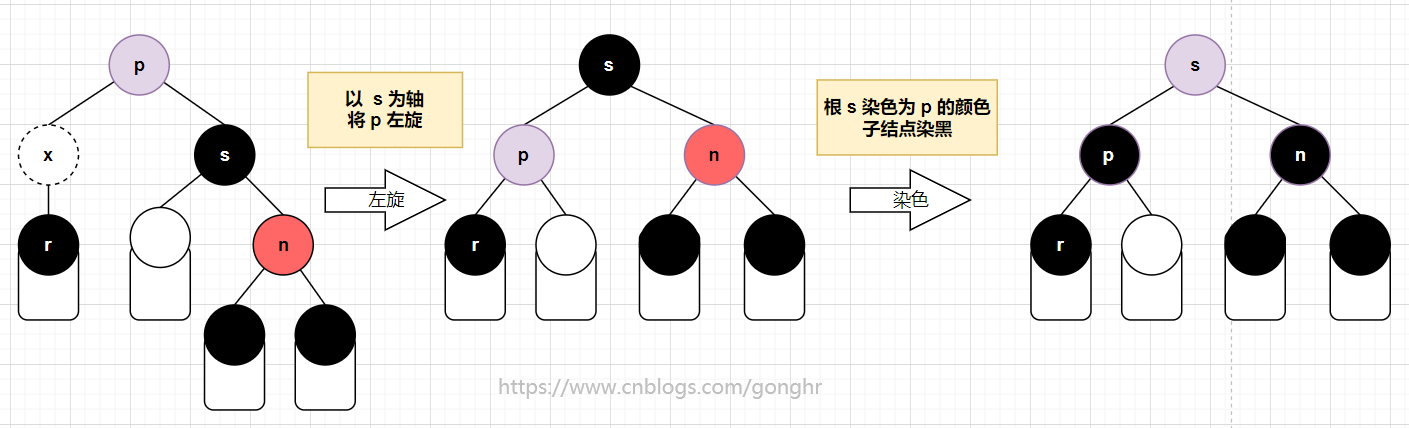 p
x
s
r
n
以 s 为轴
将 p 左旋
左旋
s
p
n
r
根 s 染色为 p 的颜色
子结点染黑
染色
s
p
n
r
https://www.cnblogs.com/gonghr